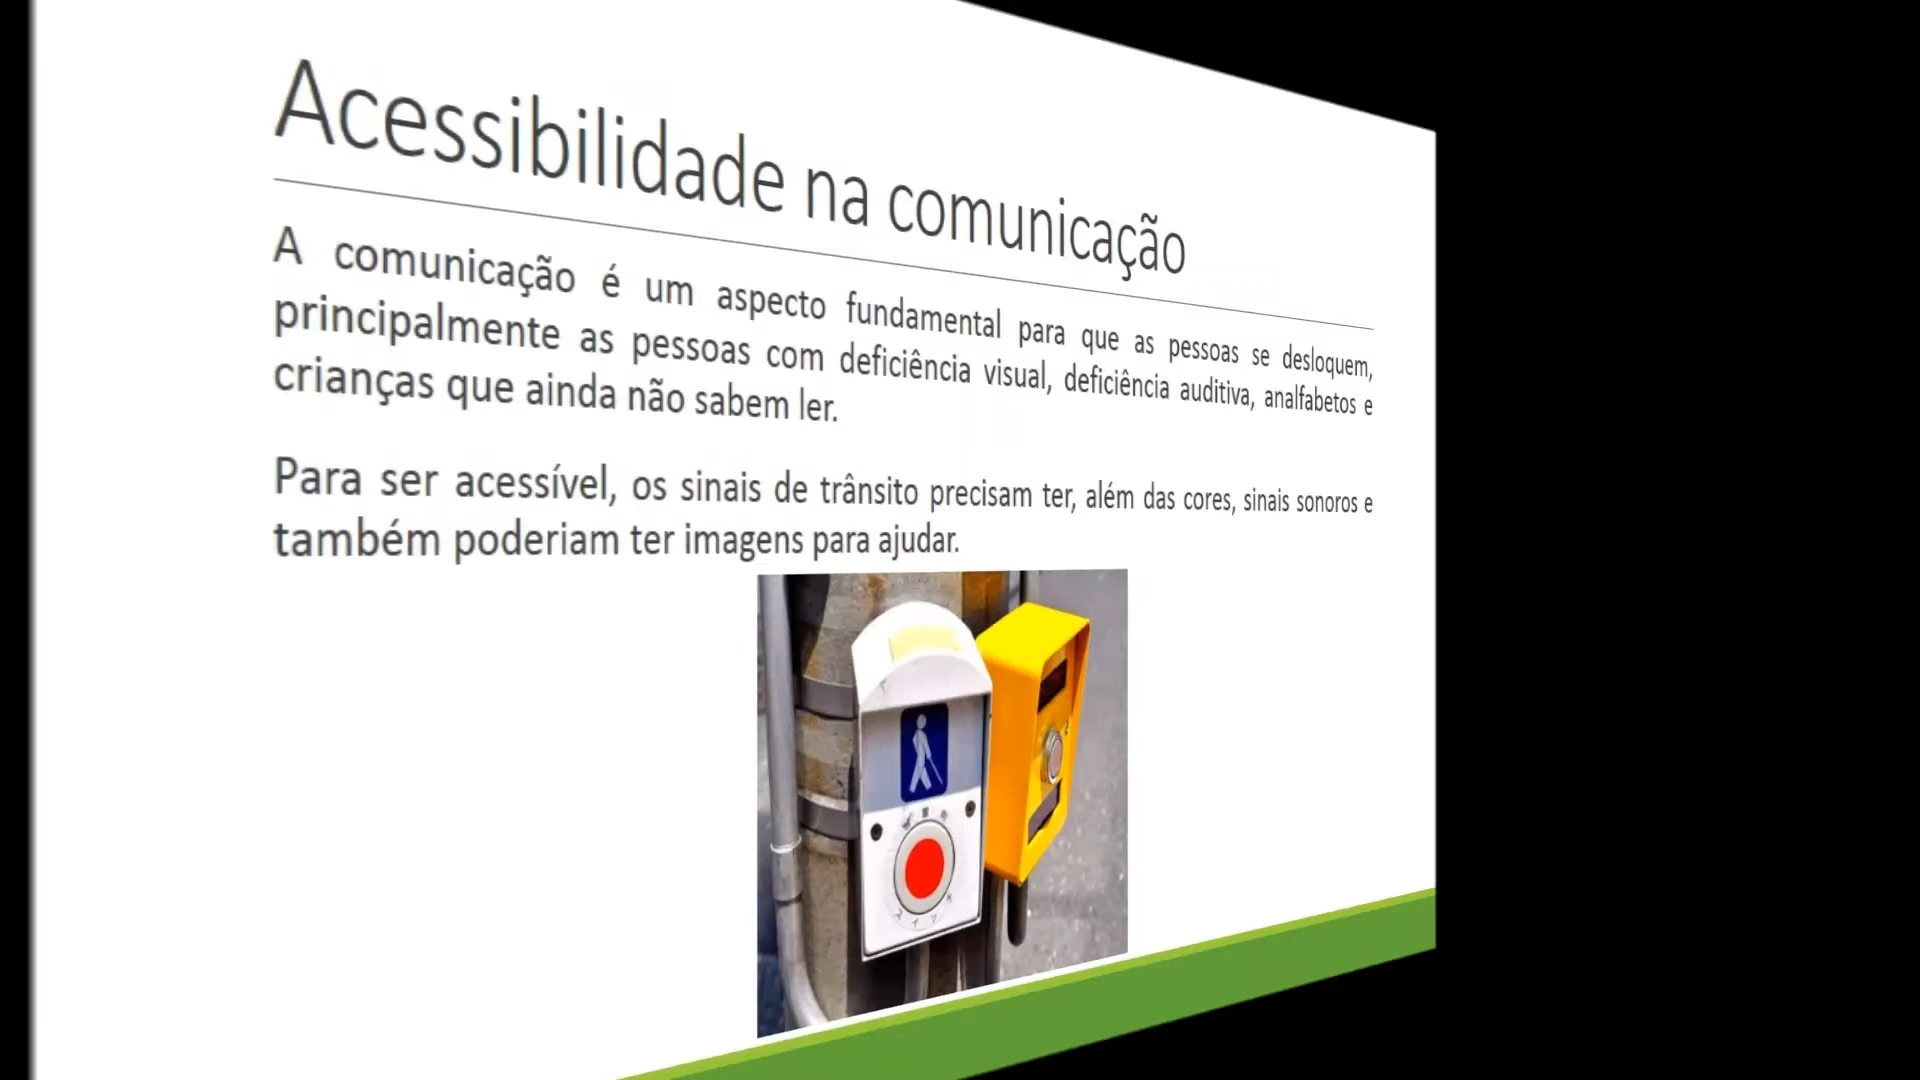 Acessibilidade na comunicação
A comunicação é um aspecto fundamental para que as pessoas se desloquem,
principalmente as pessoas com deficiência visual, deficiência auditiva, analfabetos e
crianças que ainda não sabem ler.
Para ser acessível, os sinais de trânsito precisam ter, além das cores, sinais sonoros e
também poderiam ter imagens para ajudar.